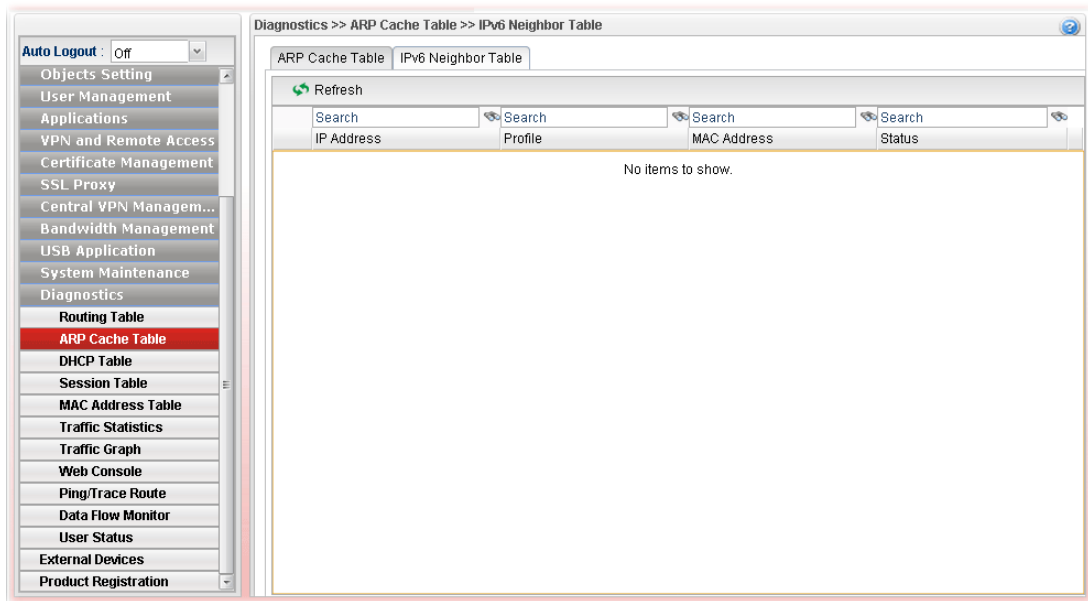 Diagnostics >> ARP Cache Table >> IPv6 Neighbor Table
?
Auto Logout : Off
Objects Setting
User Management
Applications
VPN and Remote Access
Certificate Management
SSL Proxy
Central VPN Managem...
Bandwidth Management
USB Application
System Maintenance
Diagnostics
Routing Table
ARP Cache Table
DHCP Table
Session Table
MAC Address Table
Traffic Statistics
Traffic Graph
Web Console
Ping/Trace Route
Data Flow Monitor
User Status
External Devices
Product Registration
ARP Cache Table IPv6 Neighbor Table
Refresh
Search Search Search Search
IP Address Profile MAC Address Status
No items to show.